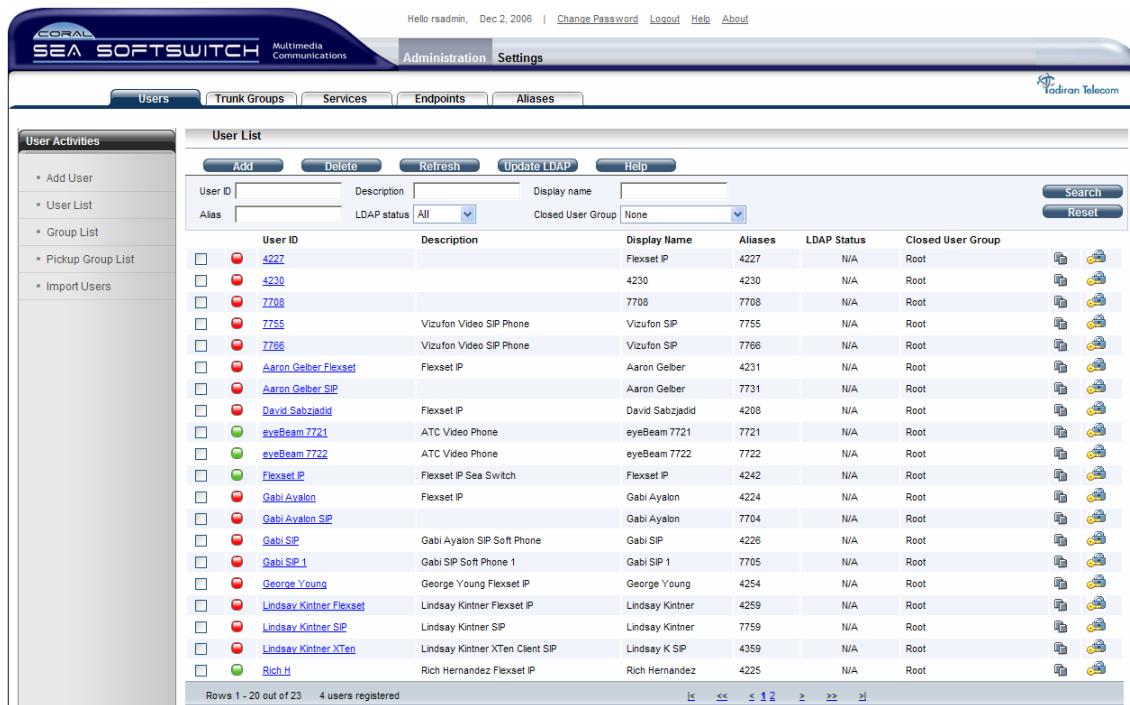 Hello rsadmin, Dec 2, 2006 | Change Password Logout Help About
CORAL
SEA SOFTSWITCH Multimedia Communications
Administration Settings
Tadiran Telecom
Users Trunk Groups Services Endpoints Aliases
User Activities
Add User
User List
Group List
Pickup Group List
Import Users
User List
Add Delete Refresh Update LDAP Help
User ID Description Display name Search
Alias LDAP status All Closed User Group None Reset
User ID Description Display Name Aliases LDAP Status Closed User Group
4227 Flexset IP 4227 N/A Root
4230 4230 4230 N/A Root
7708 7708 7708 N/A Root
7755 Vizufon Video SIP Phone Vizufon SIP 7755 N/A Root
7766 Vizufon Video SIP Phone Vizufon SIP 7766 N/A Root
Aaron Gelber Flexset Flexset IP Aaron Gelber 4231 N/A Root
Aaron Gelber SIP Aaron Gelber 7731 N/A Root
David Sabzjadid Flexset IP David Sabzjadid 4208 N/A Root
eyeBeam 7721 ATC Video Phone eyeBeam 7721 7721 N/A Root
eyeBeam 7722 ATC Video Phone eyeBeam 7722 7722 N/A Root
Flexset IP Flexset IP Sea Switch Flexset IP 4242 N/A Root
Gabi Ayalon Flexset IP Gabi Ayalon 4224 N/A Root
Gabi Ayalon SIP Gabi Ayalon 7704 N/A Root
Gabi SIP Gabi Ayalon SIP Soft Phone Gabi SIP 4226 N/A Root
Gabi SIP 1 Gabi SIP Soft Phone 1 Gabi SIP 1 7705 N/A Root
George Young George Young Flexset IP George Young 4254 N/A Root
Lindsay Kintner Flexset Lindsay Kintner Flexset IP Lindsay Kintner 4259 N/A Root
Lindsay Kintner SIP Lindsay Kintner SIP Lindsay Kintner 7759 N/A Root
Lindsay Kintner XTen Lindsay Kintner XTen Client SIP Lindsay K SIP 4359 N/A Root
Rich H Rich Hernandez Flexset IP Rich Hernandez 4225 N/A Root
Rows 1 - 20 out of 23 4 users registered |< << < 1 2 > >> >|